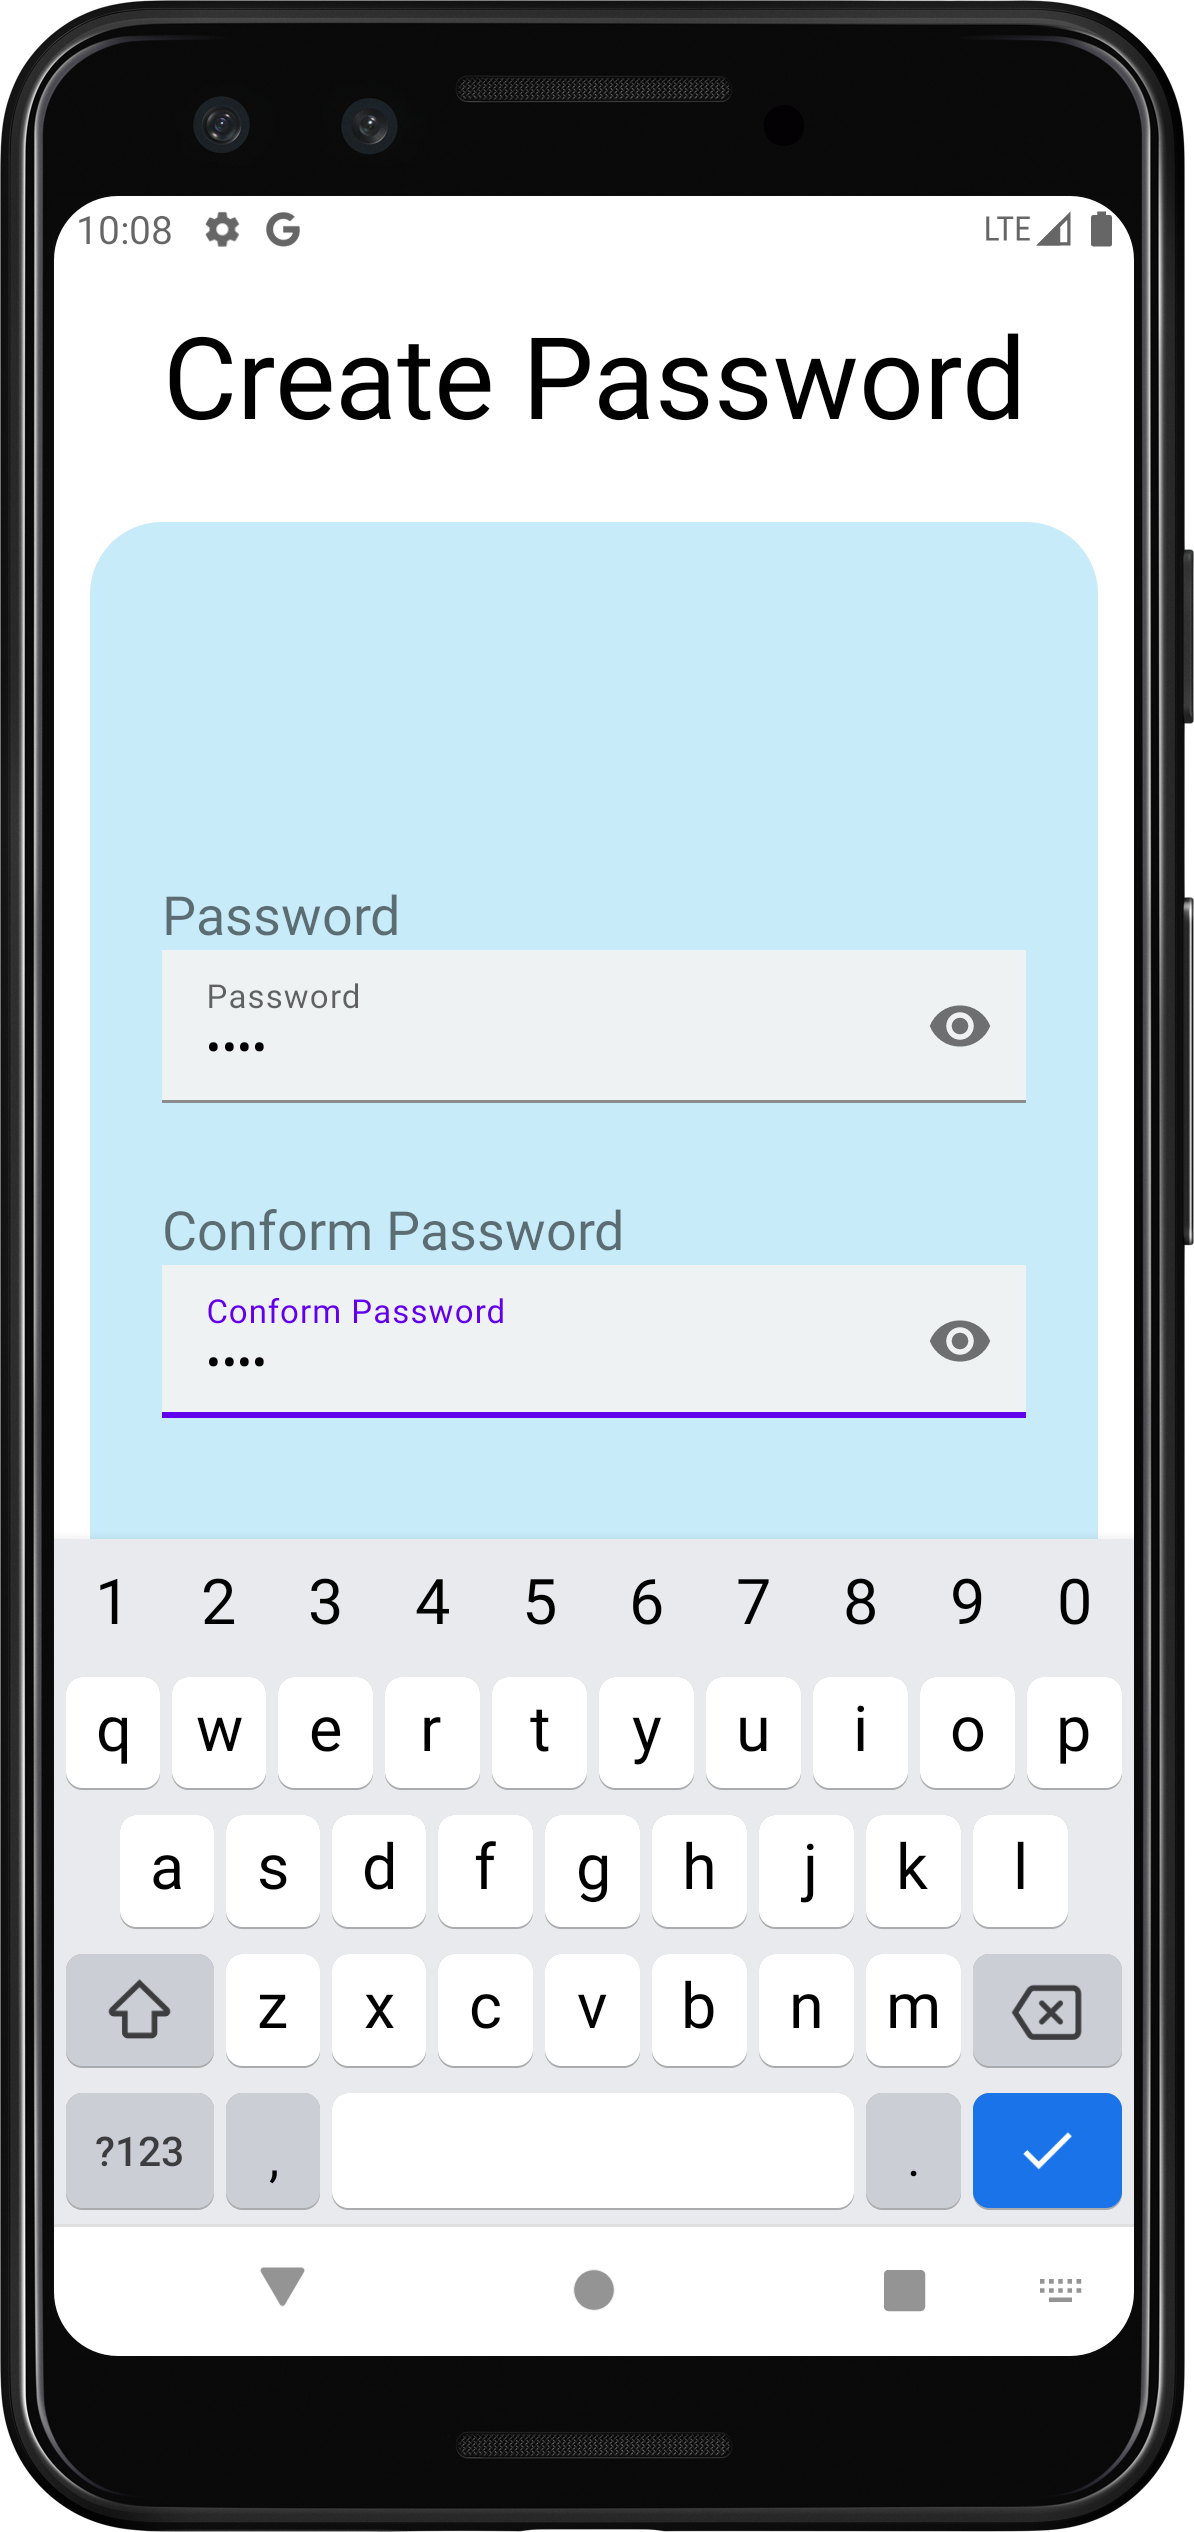 10:08 G LTE
Create Password
Password
Password
••••
Conform Password
Conform Password
••••
1 2 3 4 5 6 7 8 9 0
q w e r t y u i o p
a s d f g h j k l
z x c v b n m
?123 , .